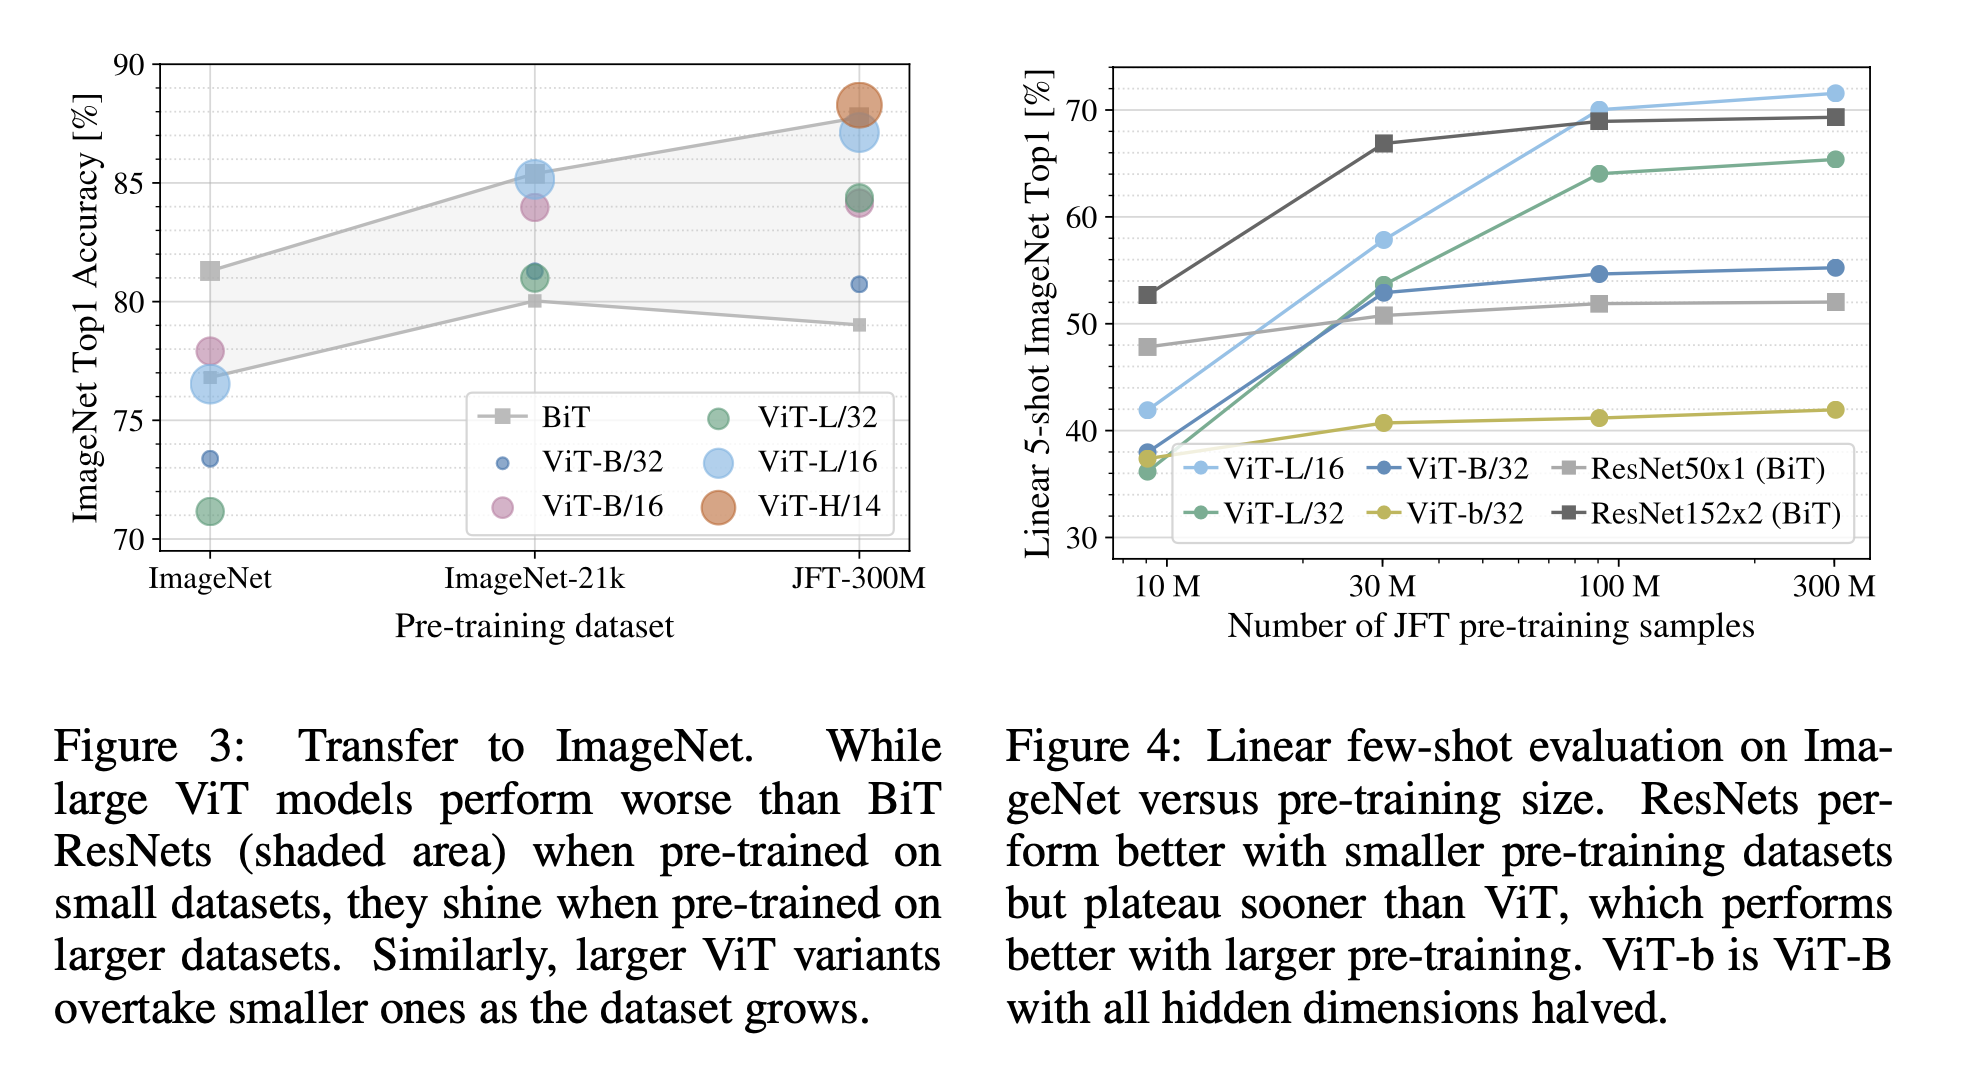 90
85
80
75
70
ImageNet Top1 Accuracy [%]
BiT
ViT-B/32
ViT-B/16
ViT-L/32
ViT-L/16
ViT-H/14
ImageNet
ImageNet-21k
JFT-300M
Pre-training dataset
70
60
50
40
30
Linear 5-shot ImageNet Top1 [%]
ViT-L/16
ViT-L/32
ViT-B/32
ViT-b/32
ResNet50x1 (BiT)
ResNet152x2 (BiT)
10 M
30 M
100 M
300 M
Number of JFT pre-training samples
Figure 3: Transfer to ImageNet. While
large ViT models perform worse than BiT
ResNets (shaded area) when pre-trained on
small datasets, they shine when pre-trained on
larger datasets. Similarly, larger ViT variants
overtake smaller ones as the dataset grows.
Figure 4: Linear few-shot evaluation on Ima-
geNet versus pre-training size. ResNets per-
form better with smaller pre-training datasets
but plateau sooner than ViT, which performs
better with larger pre-training. ViT-b is ViT-B
with all hidden dimensions halved.